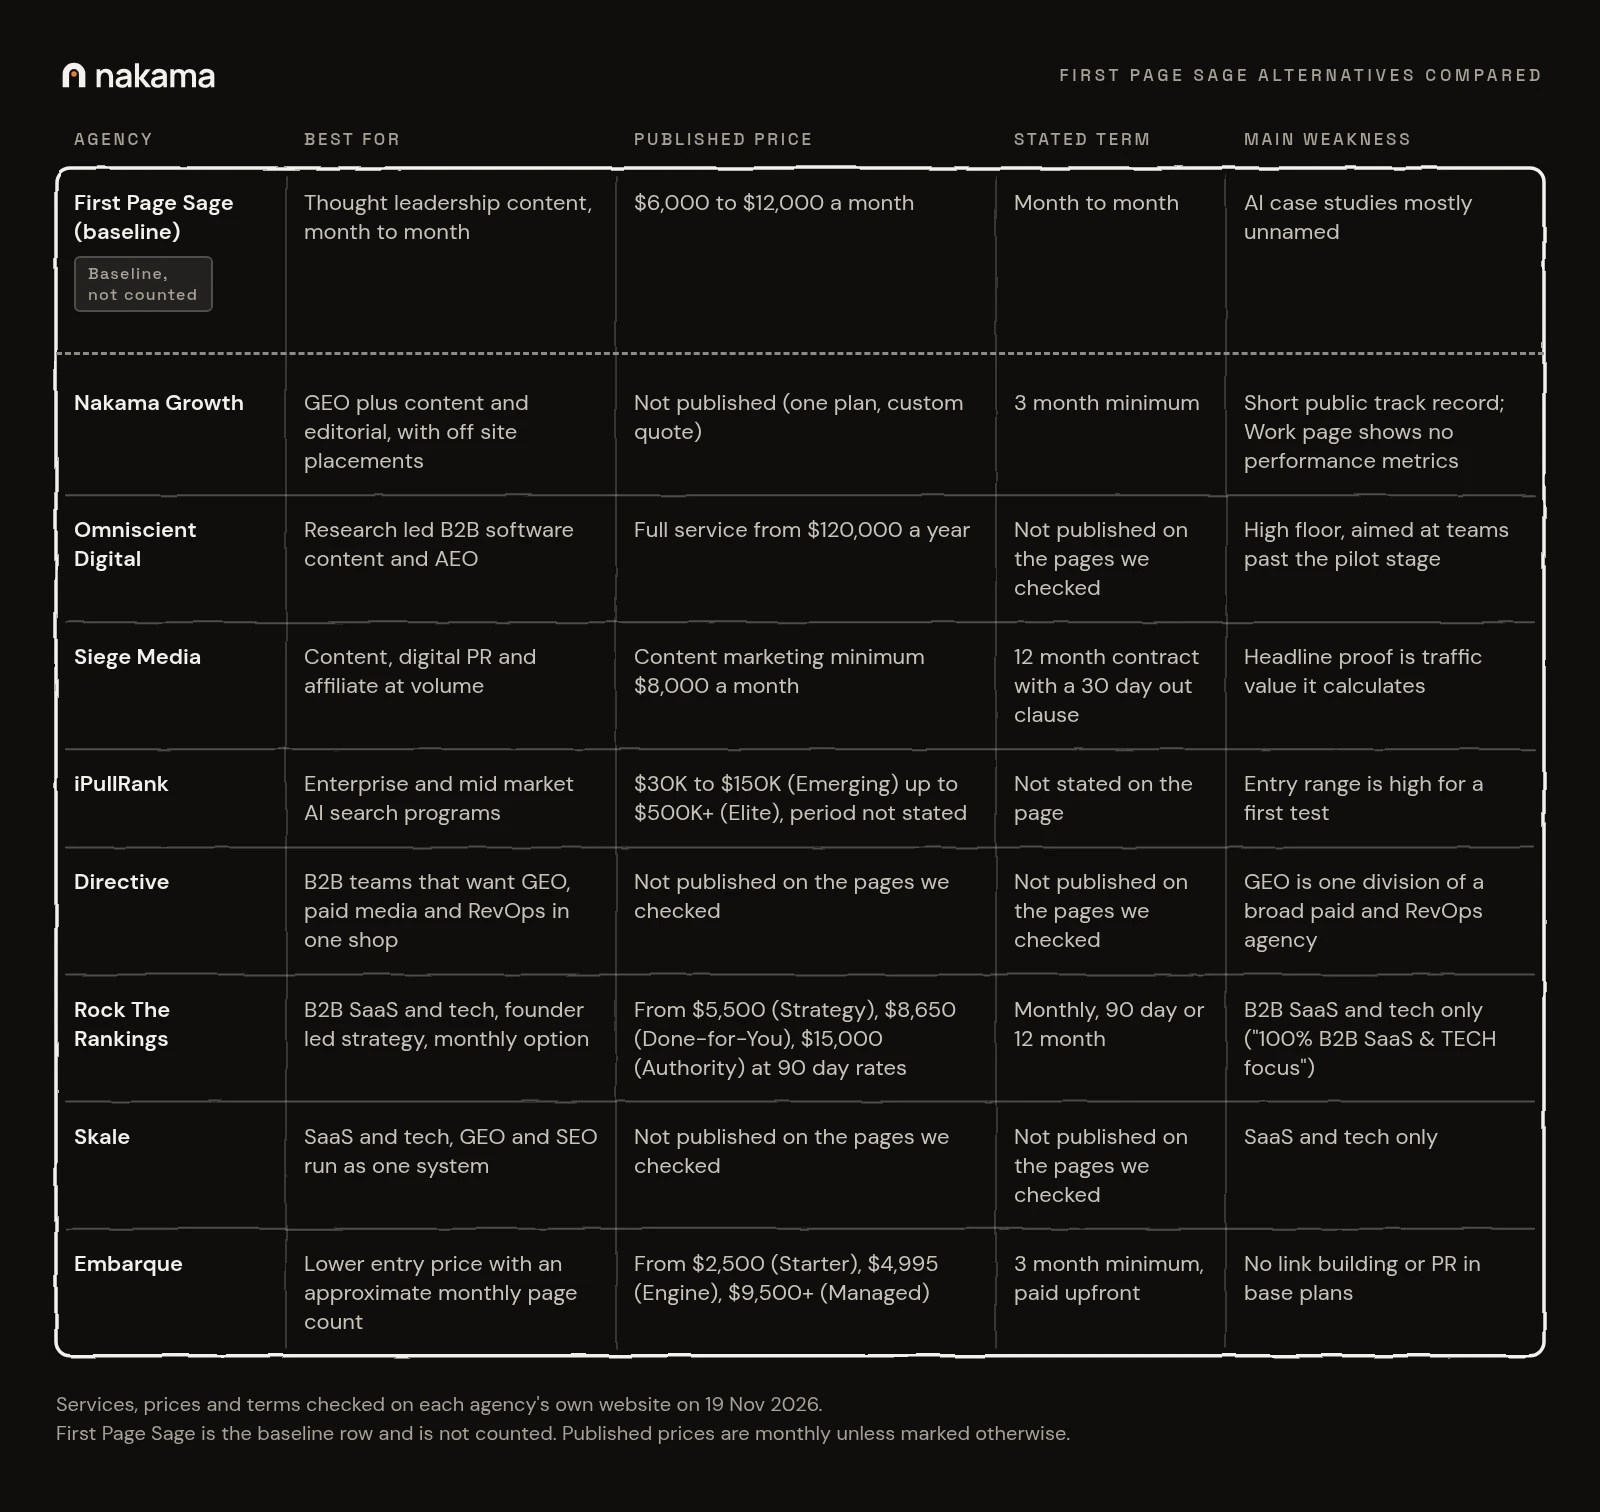 nakama
FIRST PAGE SAGE ALTERNATIVES COMPARED
AGENCY
BEST FOR
PUBLISHED PRICE
STATED TERM
MAIN WEAKNESS
First Page Sage
(baseline)
Baseline,
not counted
Thought leadership content,
month to month
$6,000 to $12,000 a month
Month to month
AI case studies mostly
unnamed
Nakama Growth
GEO plus content and
editorial, with off site
placements
Not published (one plan, custom
quote)
3 month minimum
Short public track record;
Work page shows no
performance metrics
Omniscient
Digital
Research led B2B software
content and AEO
Full service from $120,000 a year
Not published on
the pages we
checked
High floor, aimed at teams
past the pilot stage
Siege Media
Content, digital PR and
affiliate at volume
Content marketing minimum
$8,000 a month
12 month contract
with a 30 day out
clause
Headline proof is traffic
value it calculates
iPullRank
Enterprise and mid market
AI search programs
$30K to $150K (Emerging) up to
$500K+ (Elite), period not stated
Not stated on the
page
Entry range is high for a
first test
Directive
B2B teams that want GEO,
paid media and RevOps in
one shop
Not published on the pages we
checked
Not published on
the pages we
checked
GEO is one division of a
broad paid and RevOps
agency
Rock The
Rankings
B2B SaaS and tech, founder
led strategy, monthly option
From $5,500 (Strategy), $8,650
(Done-for-You), $15,000
(Authority) at 90 day rates
Monthly, 90 day or
12 month
B2B SaaS and tech only
("100% B2B SaaS & TECH
focus")
Skale
SaaS and tech, GEO and SEO
run as one system
Not published on the pages we
checked
Not published on
the pages we
checked
SaaS and tech only
Embarque
Lower entry price with an
approximate monthly page
count
From $2,500 (Starter), $4,995
(Engine), $9,500+ (Managed)
3 month minimum,
paid upfront
No link building or PR in
base plans
Services, prices and terms checked on each agency's own website on 19 Nov 2026.
First Page Sage is the baseline row and is not counted. Published prices are monthly unless marked otherwise.